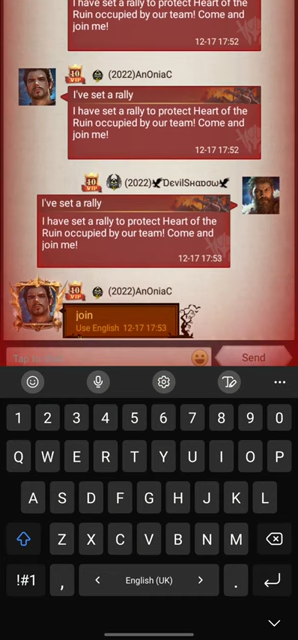 I have set a rally to protect Heart of the
Ruin occupied by our team! Come and
join me!
12-17 17:52
10
VIP
(2022)AnOniaC
I've set a rally
I have set a rally to protect Heart of the
Ruin occupied by our team! Come and
join me!
12-17 17:52
10
VIP
(2022)ƊєνilSнαɒσω
I've set a rally
I have set a rally to protect Heart of the
Ruin occupied by our team! Come and
join me!
12-17 17:53
10
VIP
(2022)AnOniaC
join
Use English 12-17 17:53
Tap to
Send
1 2 3 4 5 6 7 8 9 0
Q W E R T Y U I O P
A S D F G H J K L
Z X C V B N M
!#1 , < English (UK) > .